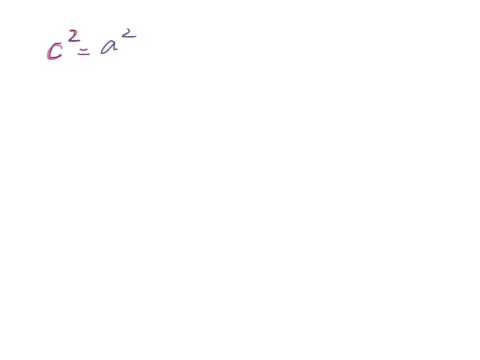 c² = a²